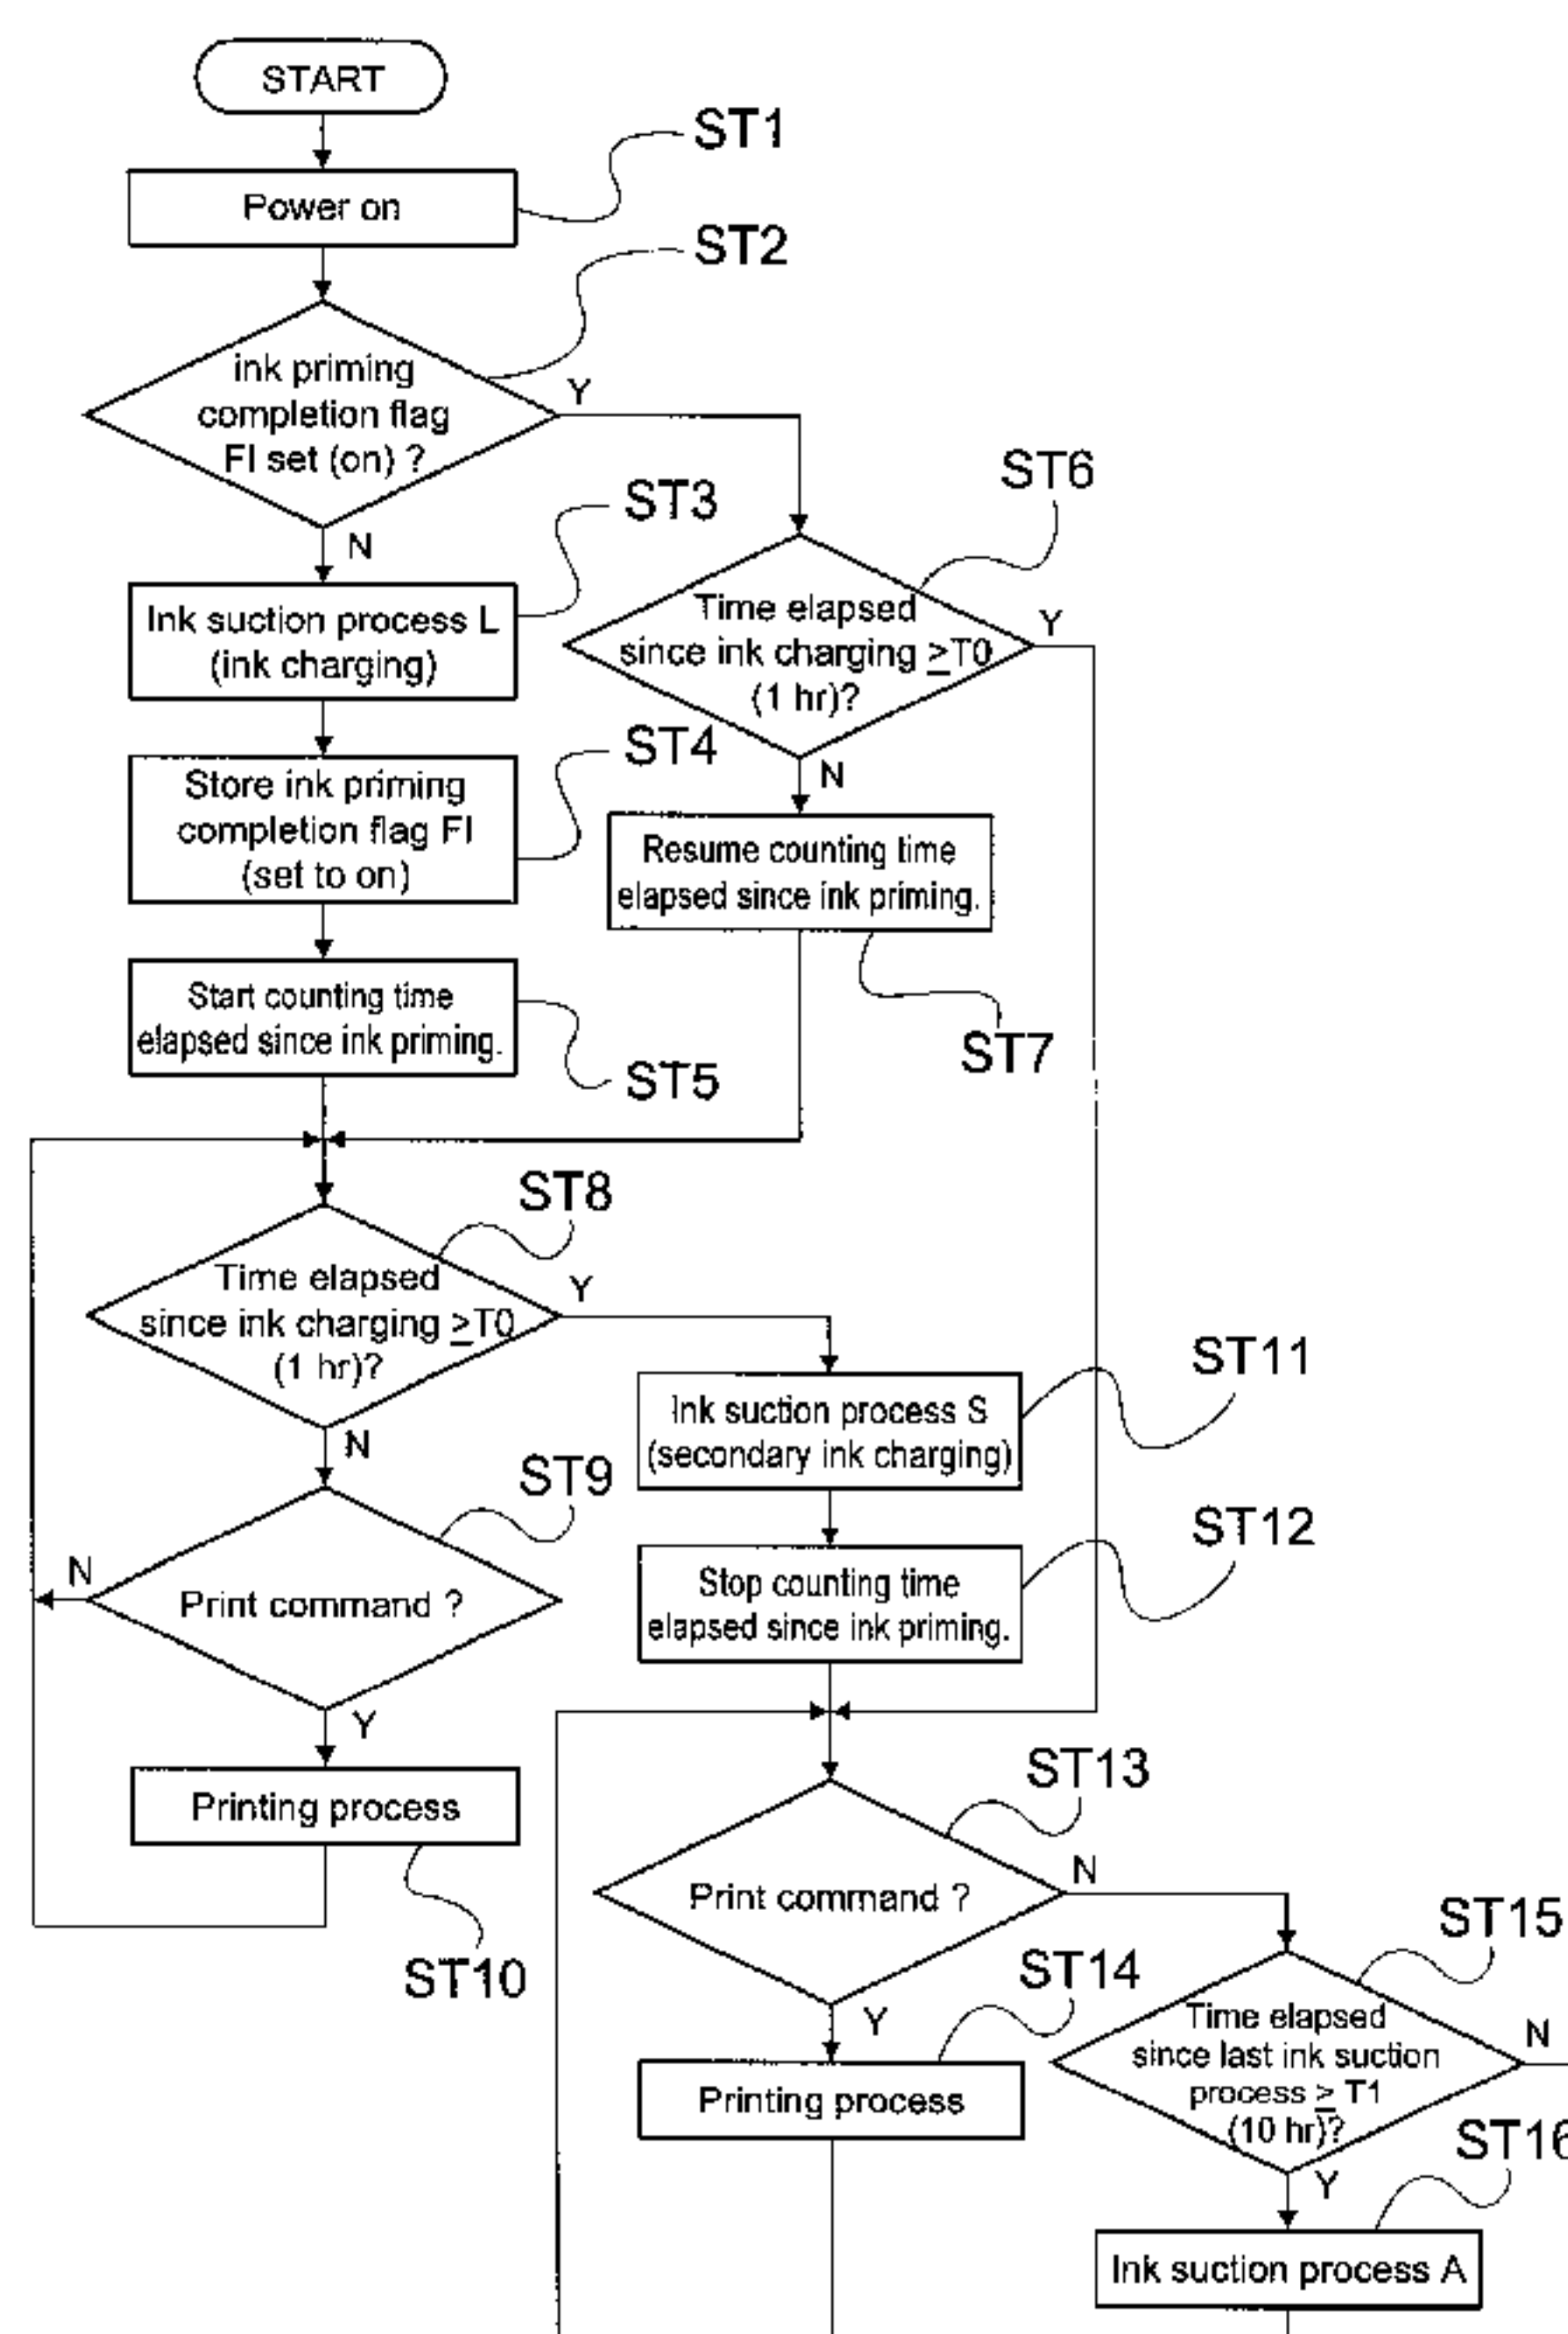 START
ST1
Power on
ST2
ink priming
completion flag
FI set (on) ?
Y
N
ST3
Ink suction process L
(ink charging)
ST6
Time elapsed
since ink charging ≥T0
(1 hr)?
Y
N
ST4
Store ink priming
completion flag FI
(set to on)
Resume counting time
elapsed since ink priming.
ST7
Start counting time
elapsed since ink priming.
ST5
ST8
Time elapsed
since ink charging ≥T0
(1 hr)?
Y
N
ST11
Ink suction process S
(secondary ink charging)
ST9
Print command ?
N
Y
ST12
Stop counting time
elapsed since ink priming.
Printing process
ST10
ST13
Print command ?
N
Y
ST14
Printing process
ST15
Time elapsed
since last ink suction
process ≥ T1
(10 hr)?
N
Y
ST16
Ink suction process A